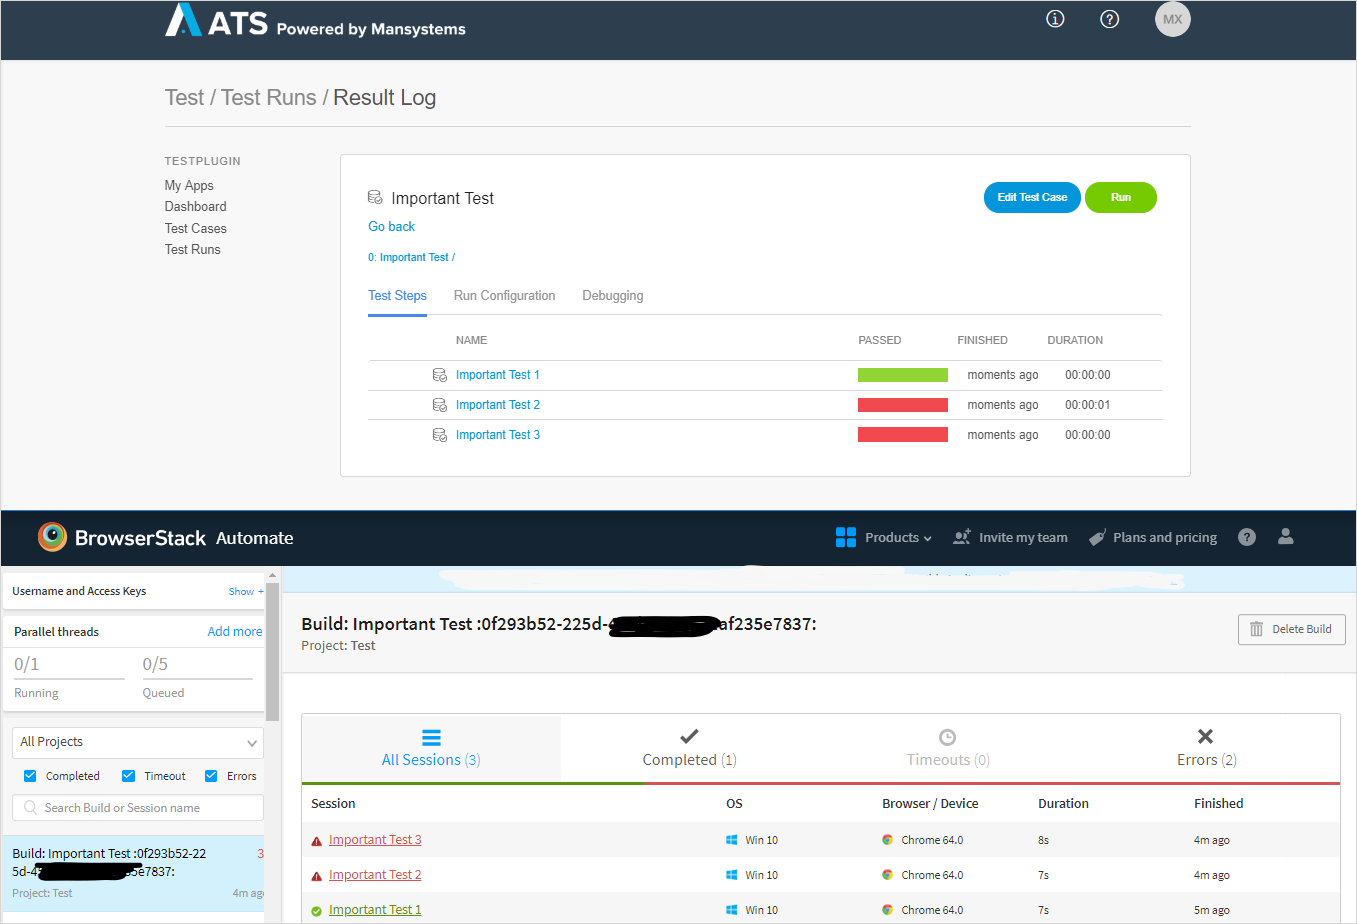 ATS Powered by Mansystems
MX
Test / Test Runs / Result Log
TESTPLUGIN
My Apps
Dashboard
Test Cases
Test Runs
Important Test
Edit Test Case
Run
Go back
0: Important Test /
Test Steps Run Configuration Debugging
NAME PASSED FINISHED DURATION
Important Test 1 moments ago 00:00:00
Important Test 2 moments ago 00:00:01
Important Test 3 moments ago 00:00:00
BrowserStack Automate
Products Invite my team Plans and pricing ?
Username and Access Keys Show +
Parallel threads Add more
0/1 0/5
Running Queued
All Projects
Completed Timeout Errors
Search Build or Session name
Build: Important Test :0f293b52-22 3
5d-4 5e7837:
Project: Test 4m ag
Build: Important Test :0f293b52-225d- af235e7837:
Project: Test
Delete Build
All Sessions (3) Completed (1) Timeouts (0) Errors (2)
Session OS Browser / Device Duration Finished
Important Test 3 Win 10 Chrome 64.0 8s 4m ago
Important Test 2 Win 10 Chrome 64.0 7s 4m ago
Important Test 1 Win 10 Chrome 64.0 7s 5m ago